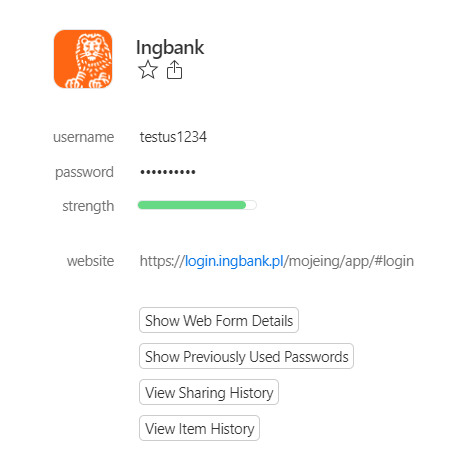 Ingbank
username testus1234
password ••••••••••
strength
website https://login.ingbank.pl/mojeing/app/#login
Show Web Form Details
Show Previously Used Passwords
View Sharing History
View Item History